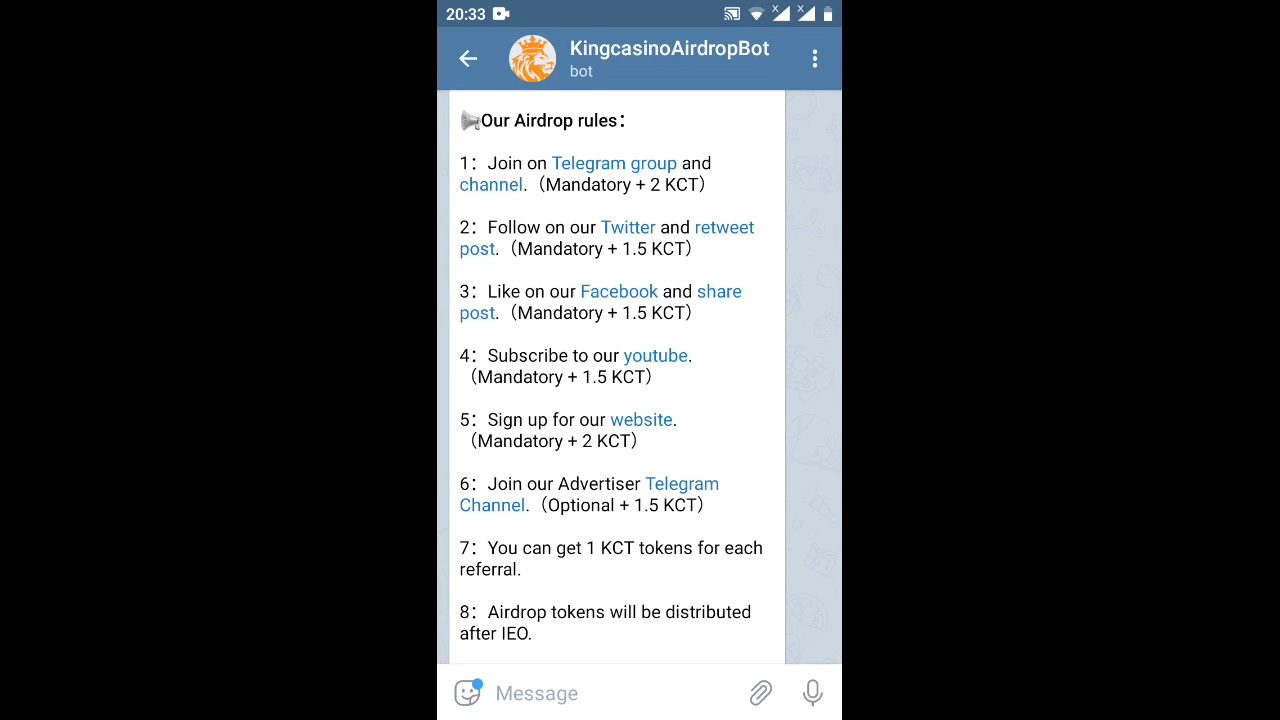 20:33
KingcasinoAirdropBot
bot
Our Airdrop rules：
1：Join on Telegram group and
channel.（Mandatory + 2 KCT）
2：Follow on our Twitter and retweet
post.（Mandatory + 1.5 KCT）
3：Like on our Facebook and share
post.（Mandatory + 1.5 KCT）
4：Subscribe to our youtube.
（Mandatory + 1.5 KCT）
5：Sign up for our website.
（Mandatory + 2 KCT）
6：Join our Advertiser Telegram
Channel.（Optional + 1.5 KCT）
7：You can get 1 KCT tokens for each
referral.
8：Airdrop tokens will be distributed
after IEO.
Message